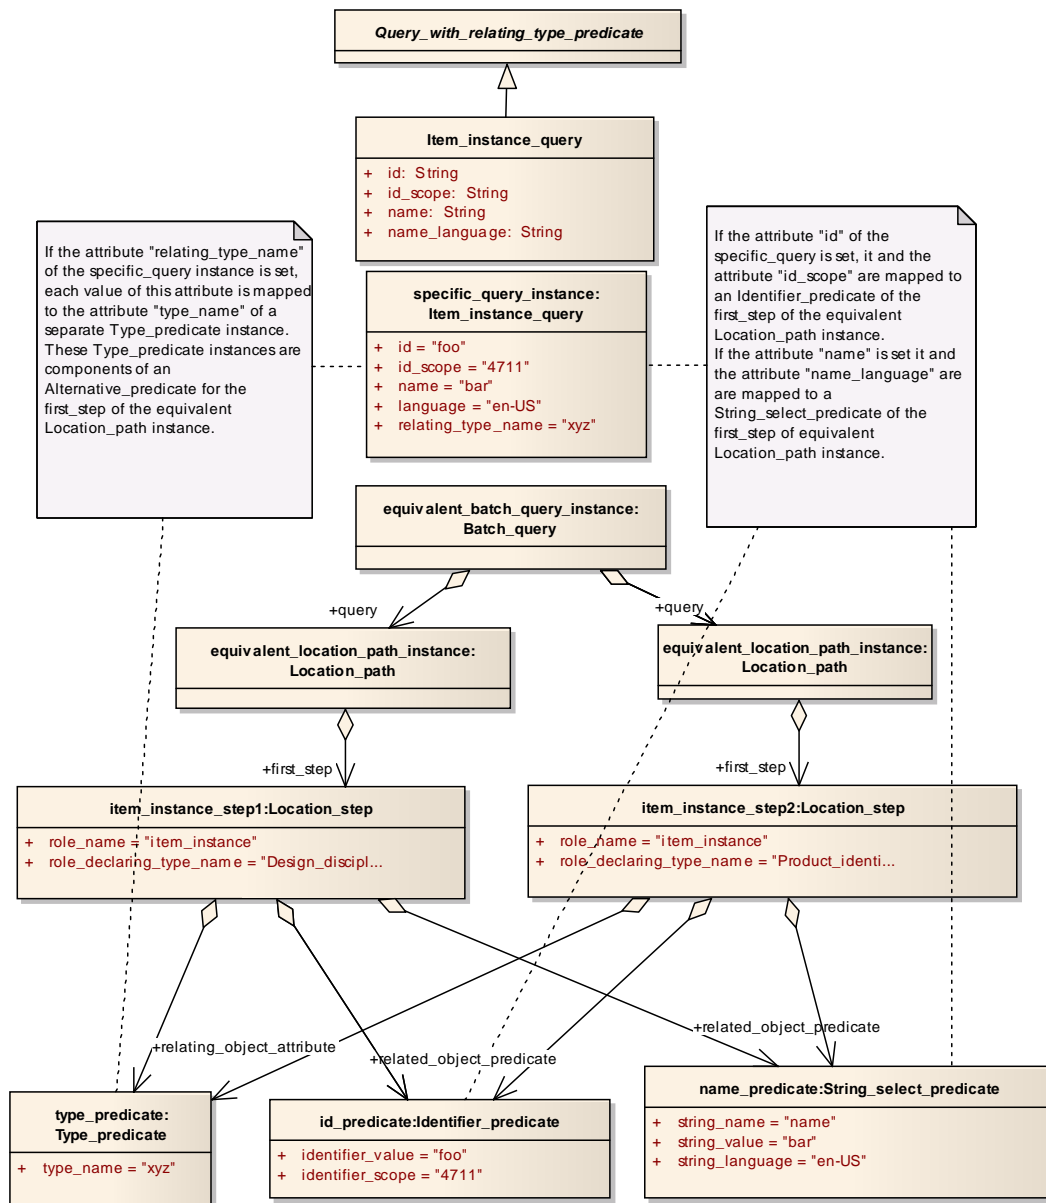 Query_with_relating_type_predicate
Item_instance_query
+ id: String
+ id_scope: String
+ name: String
+ name_language: String
If the attribute "relating_type_name"
of the specific_query instance is set,
each value of this attribute is mapped
to the attribute "type_name" of a
separate Type_predicate instance.
These Type_predicate instances are
components of an
Alternative_predicate for the
first_step of the equivalent
Location_path instance.
specific_query_instance:
Item_instance_query
+ id = "foo"
+ id_scope = "4711"
+ name = "bar"
+ language = "en-US"
+ relating_type_name = "xyz"
If the attribute "id" of the
specific_query is set, it and the
attribute "id_scope" are mapped to
an Identifier_predicate of the
first_step of the equivalent
Location_path instance.
If the attribute "name" is set it and
the attribute "name_language" are
are mapped to a
String_select_predicate of the
first_step of equivalent
Location_path instance.
equivalent_batch_query_instance:
Batch_query
+query
+query
equivalent_location_path_instance:
Location_path
equivalent_location_path_instance:
Location_path
+first_step
+first_step
item_instance_step1:Location_step
+ role_name = "item_instance"
+ role_declaring_type_name = "Design_discipl...
item_instance_step2:Location_step
+ role_name = "item_instance"
+ role_declaring_type_name = "Product_identi...
+relating_object_attribute
+related_object_predicate
+related_object_predicate
type_predicate:
Type_predicate
+ type_name = "xyz"
id_predicate:Identifier_predicate
+ identifier_value = "foo"
+ identifier_scope = "4711"
name_predicate:String_select_predicate
+ string_name = "name"
+ string_value = "bar"
+ string_language = "en-US"